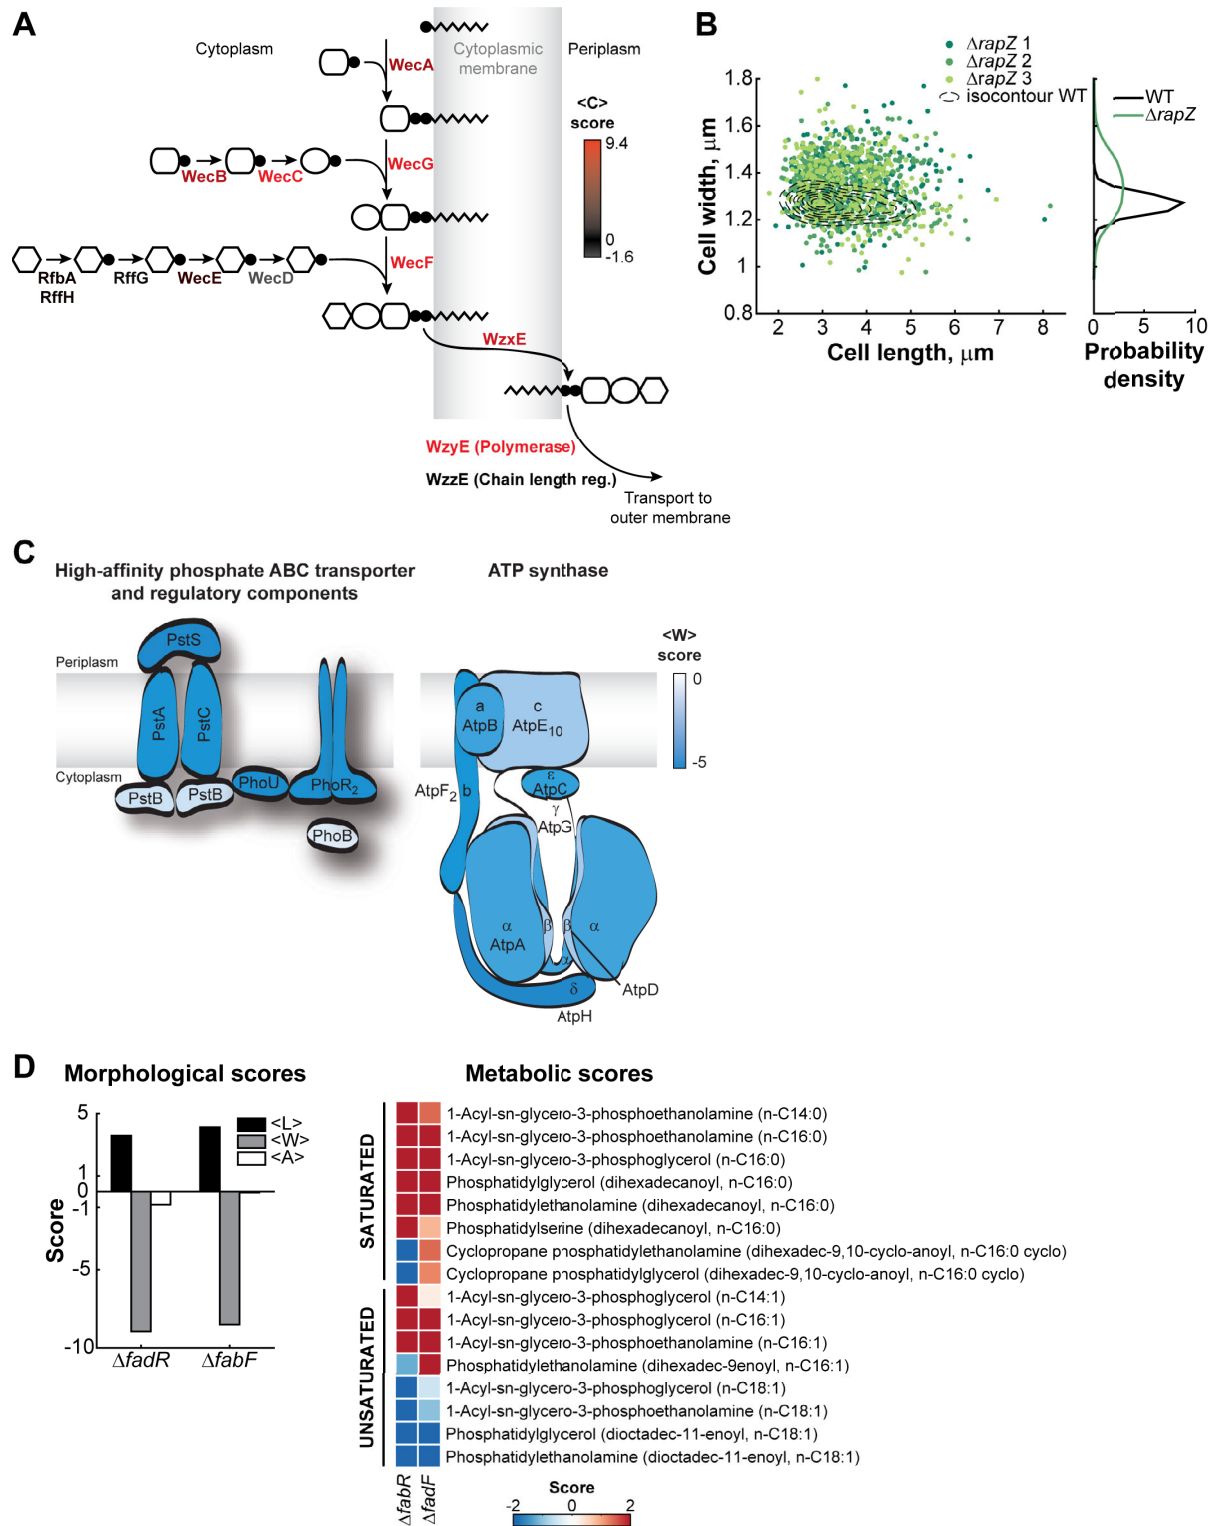 A
Cytoplasm
Cytoplasmic
membrane
Periplasm
WecA
<C>
score
9.4
0
-1.6
WecB
WecC
WecG
RfbA
RffH
RffG
WecE
WecD
WecF
WzxE
WzyE (Polymerase)
WzzE (Chain length reg.)
Transport to
outer membrane
B
ΔrapZ 1
ΔrapZ 2
ΔrapZ 3
isocontour WT
WT
ΔrapZ
Cell width, μm
1.8
1.6
1.4
1.2
1
0.8
2 3 4 5 6 7 8
Cell length, μm
0 5 10
Probability
density
C
High-affinity phosphate ABC transporter
and regulatory components
ATP synthase
<W>
score
0
-5
Periplasm
Cytoplasm
PstS
PstA
PstC
PstB
PstB
PhoU
PhoR2
PhoB
a
AtpB
c
AtpE10
AtpF2
b
ε
AtpC
γ
AtpG
α
AtpA
β
β
α
α
δ
AtpD
AtpH
D
Morphological scores
Score
5
1
0
-1
-5
-10
<L>
<W>
<A>
ΔfadR
ΔfabF
Metabolic scores
SATURATED
1-Acyl-sn-glycero-3-phosphoethanolamine (n-C14:0)
1-Acyl-sn-glycero-3-phosphoethanolamine (n-C16:0)
1-Acyl-sn-glycero-3-phosphoglycerol (n-C16:0)
Phosphatidylglycerol (dihexadecanoyl, n-C16:0)
Phosphatidylethanolamine (dihexadecanoyl, n-C16:0)
Phosphatidylserine (dihexadecanoyl, n-C16:0)
Cyclopropane phosphatidylethanolamine (dihexadec-9,10-cyclo-anoyl, n-C16:0 cyclo)
Cyclopropane phosphatidylglycerol (dihexadec-9,10-cyclo-anoyl, n-C16:0 cyclo)
UNSATURATED
1-Acyl-sn-glycero-3-phosphoglycerol (n-C14:1)
1-Acyl-sn-glycero-3-phosphoglycerol (n-C16:1)
1-Acyl-sn-glycero-3-phosphoethanolamine (n-C16:1)
Phosphatidylethanolamine (dihexadec-9enoyl, n-C16:1)
1-Acyl-sn-glycero-3-phosphoglycerol (n-C18:1)
1-Acyl-sn-glycero-3-phosphoethanolamine (n-C18:1)
Phosphatidylglycerol (dioctadec-11-enoyl, n-C18:1)
Phosphatidylethanolamine (dioctadec-11-enoyl, n-C18:1)
ΔfabR
ΔfadF
Score
-2 0 2